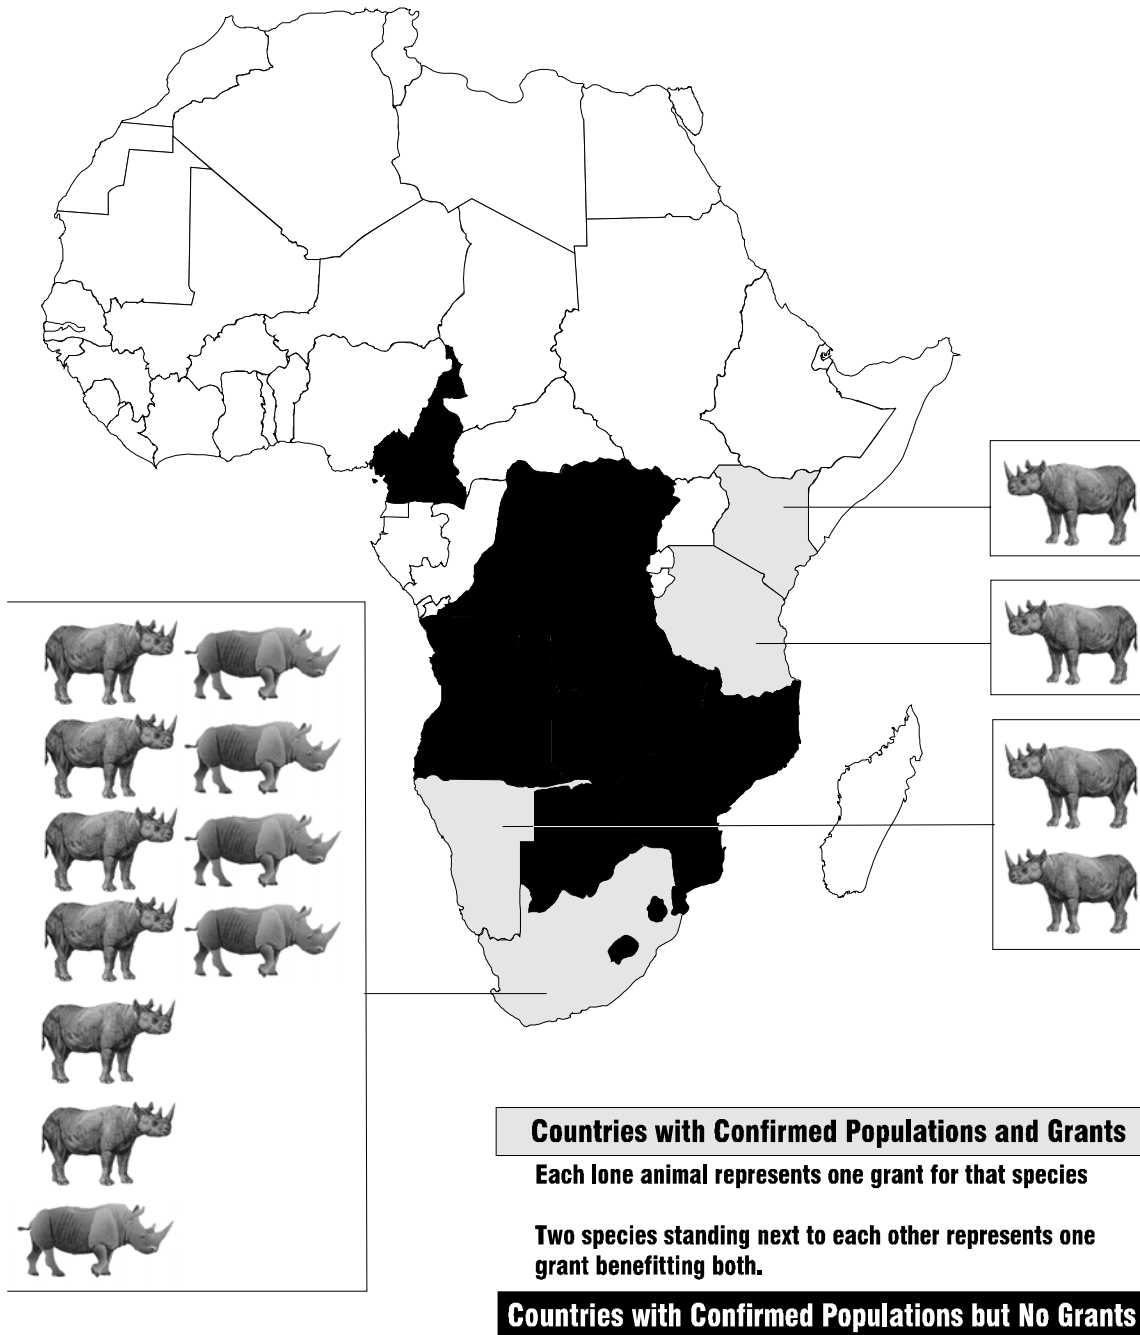 Countries with Confirmed Populations and Grants
Each lone animal represents one grant for that species
Two species standing next to each other represents one
grant benefitting both.
Countries with Confirmed Populations but No Grants